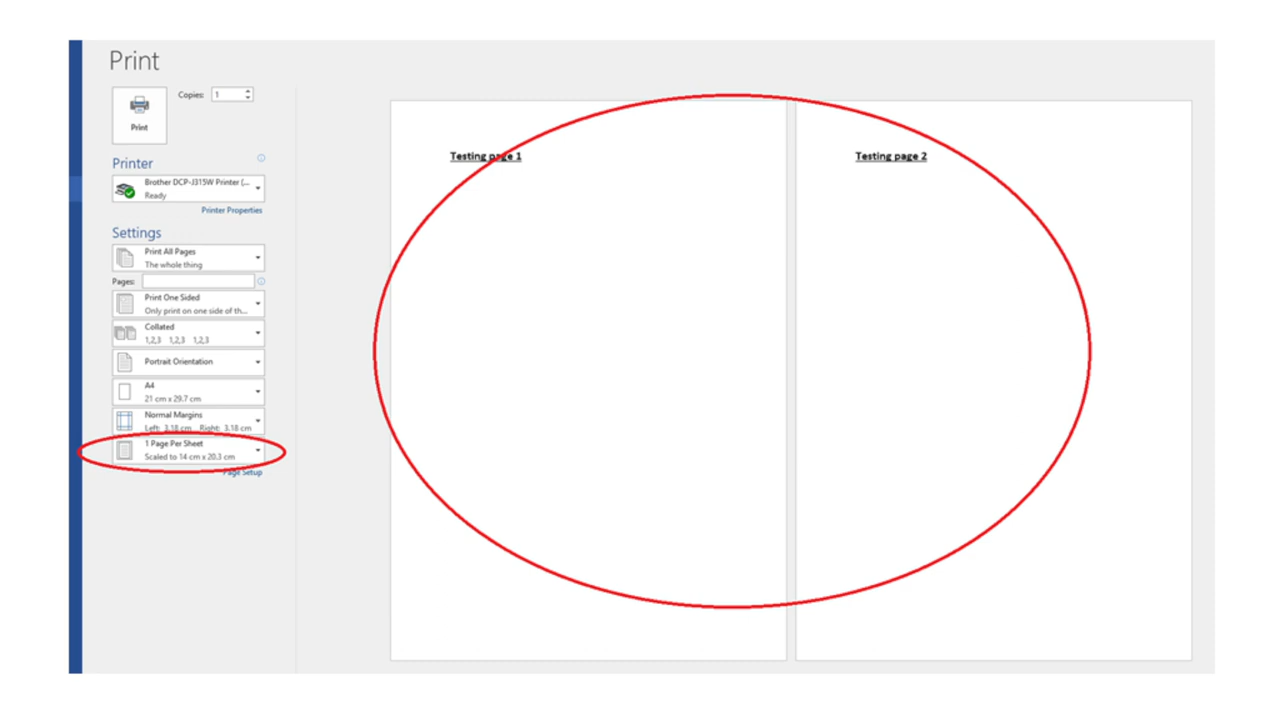 Print
Copies: 1
Print
Printer
Brother DCP-J315W Printer (...
Ready
Printer Properties
Settings
Print All Pages
The whole thing
Pages:
Print One Sided
Only print on one side of th...
Collated
1,2,3 1,2,3 1,2,3
Portrait Orientation
A4
21 cm x 29.7 cm
Normal Margins
Left: 3.18 cm Right: 3.18 cm
1 Page Per Sheet
Scaled to 14 cm x 20.3 cm
Page Setup
Testing page 1
Testing page 2